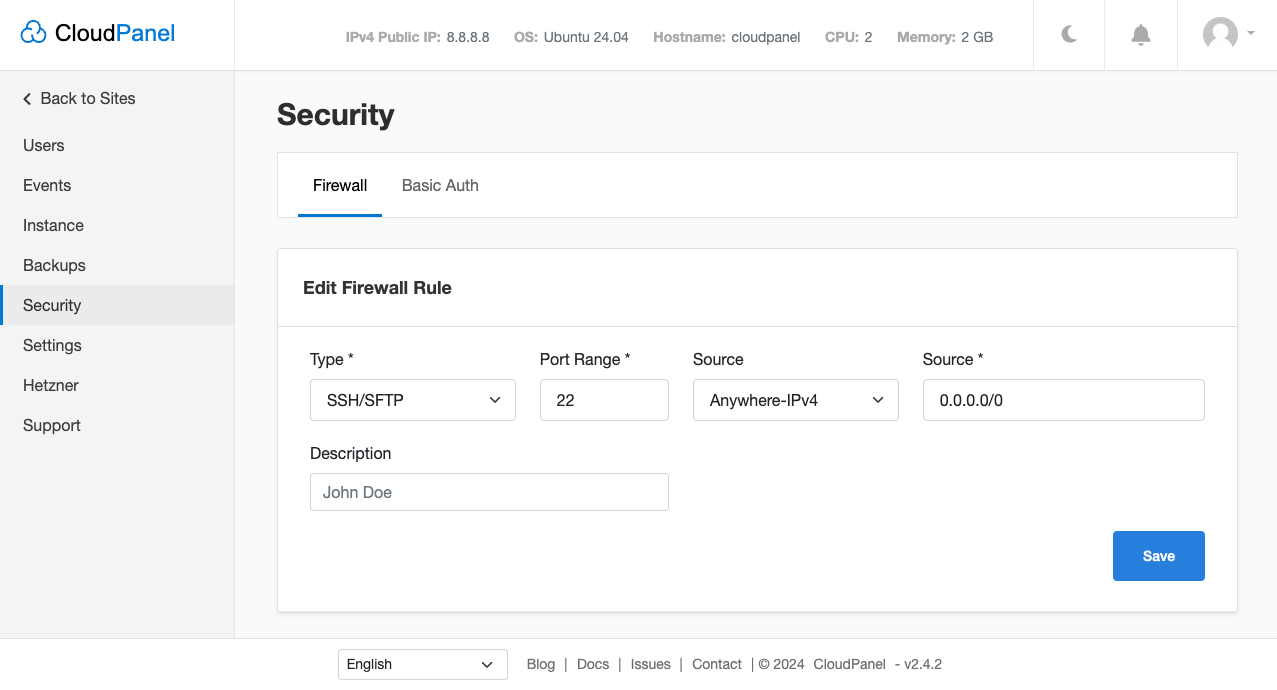 CloudPanel
IPv4 Public IP: 8.8.8.8 OS: Ubuntu 24.04 Hostname: cloudpanel CPU: 2 Memory: 2 GB
Back to Sites
Users
Events
Instance
Backups
Security
Settings
Hetzner
Support
Security
Firewall Basic Auth
Edit Firewall Rule
Type * Port Range * Source Source *
SSH/SFTP 22 Anywhere-IPv4 0.0.0.0/0
Description
John Doe
Save
English Blog | Docs | Issues | Contact | © 2024 CloudPanel - v2.4.2